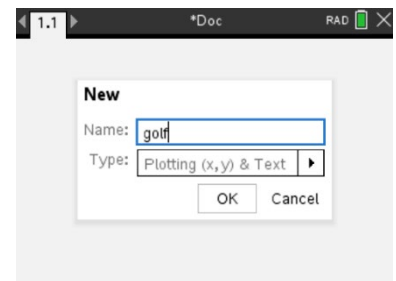 1.1 *Doc RAD
New
Name: golf
Type: Plotting (x,y) & Text
OK Cancel